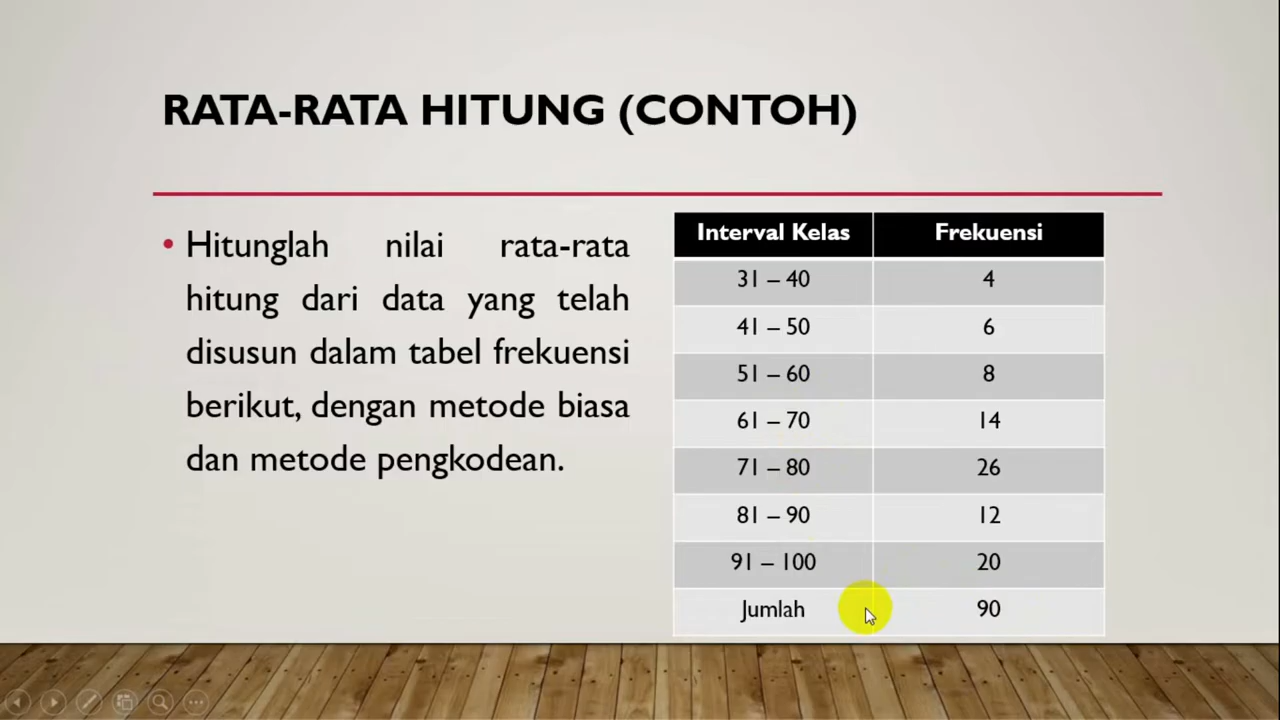 RATA-RATA HITUNG (CONTOH)
• Hitunglah nilai rata-rata
hitung dari data yang telah
disusun dalam tabel frekuensi
berikut, dengan metode biasa
dan metode pengkodean.
Interval Kelas Frekuensi
31 – 40 4
41 – 50 6
51 – 60 8
61 – 70 14
71 – 80 26
81 – 90 12
91 – 100 20
Jumlah 90